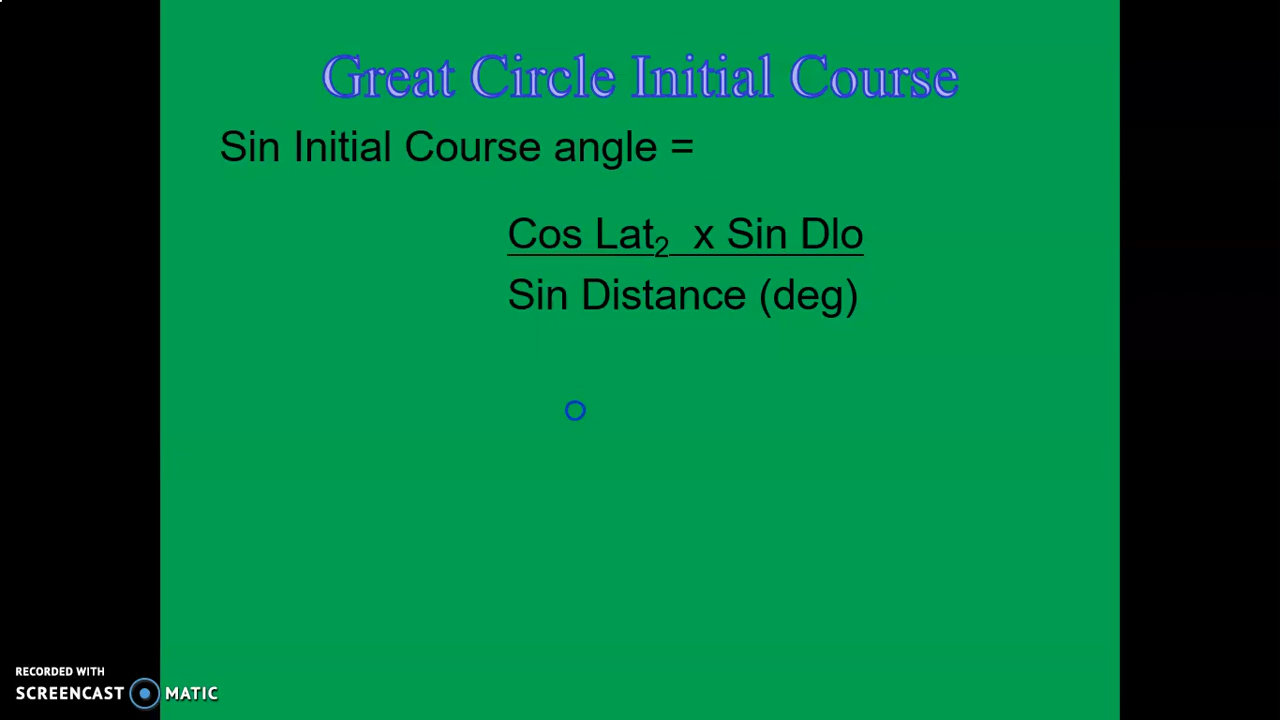 Great Circle Initial Course
Sin Initial Course angle =
Cos Lat₂ x Sin Dlo
Sin Distance (deg)
RECORDED WITH
SCREENCAST MATIC